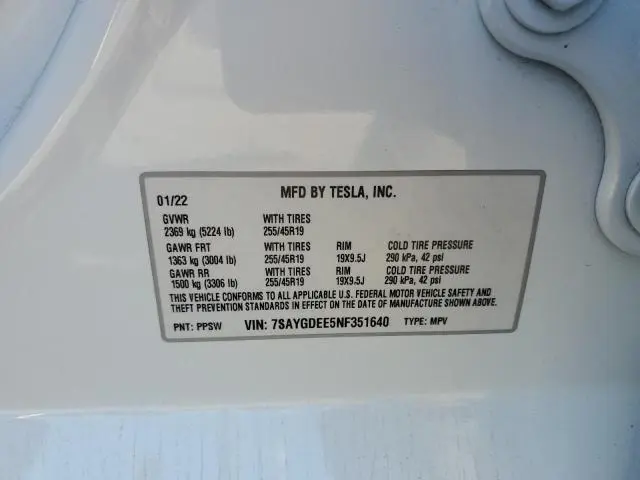 01/22 MFD BY TESLA, INC.
GVWR WITH TIRES
2369 kg (5224 lb) 255/45R19
GAWR FRT WITH TIRES RIM COLD TIRE PRESSURE
1363 kg (3004 lb) 255/45R19 19X9.5J 290 kPa, 42 psi
GAWR RR WITH TIRES RIM COLD TIRE PRESSURE
1500 kg (3306 lb) 255/45R19 19X9.5J 290 kPa, 42 psi
THIS VEHICLE CONFORMS TO ALL APPLICABLE U.S. FEDERAL MOTOR VEHICLE SAFETY AND
THEFT PREVENTION STANDARDS IN EFFECT ON THE DATE OF MANUFACTURE SHOWN ABOVE.
PNT: PPSW VIN: 7SAYGDEE5NF351640 TYPE: MPV